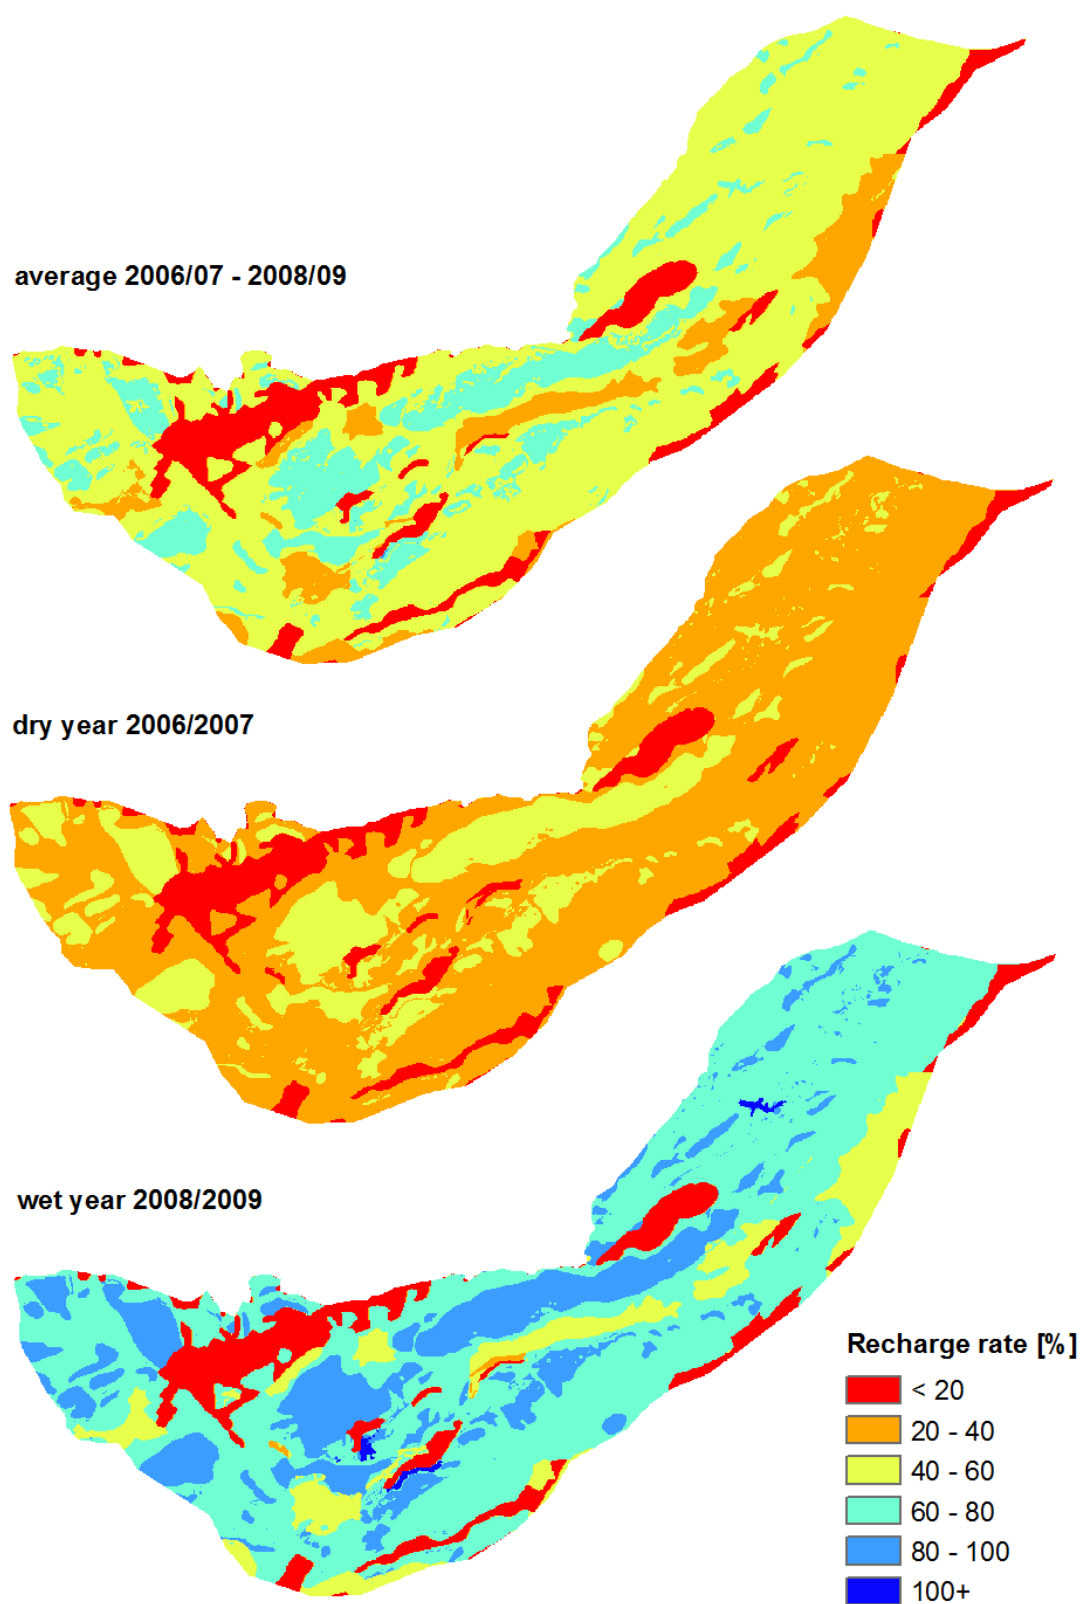 average 2006/07 - 2008/09
dry year 2006/2007
wet year 2008/2009
Recharge rate [%]
< 20
20 - 40
40 - 60
60 - 80
80 - 100
100+